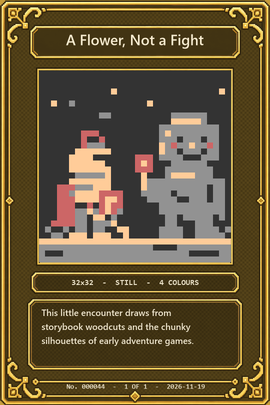 A Flower, Not a Fight
32x32 - STILL - 4 COLOURS
This little encounter draws from
storybook woodcuts and the chunky
silhouettes of early adventure games.
No. 000044 - 1 OF 1 - 2026-11-19